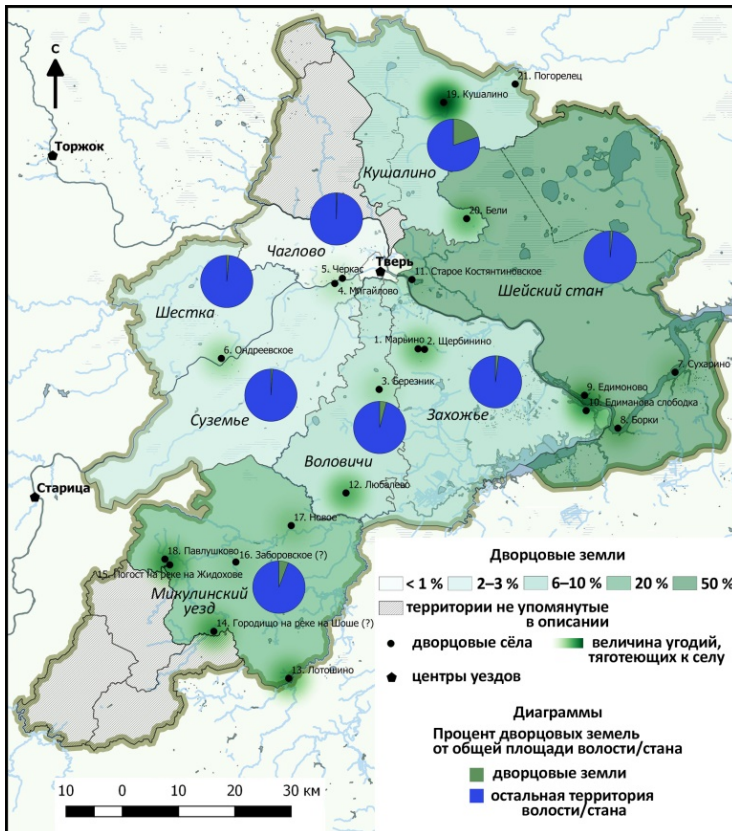 С
Торжок
21. Погорелец
19. Кушалино
Кушалино
20. Бели
Чаглово
Тверь
5. Черкас
4. Мигайлово
11. Старое Костянтиновское
Шейский стан
Шестка
1. Марьино
2. Щербинино
6. Ондреевское
7. Сухарино
3. Березник
9. Едимоново
10. Едиманова слободка
Захожье
Суземье
8. Борки
Воловичи
Старица
12. Любалево
17. Новое
18. Павлушково
16. Заборовское (?)
15. Погост на реке на Жидохове
Микулинский
уезд
14. Городищо на реке на Шоше (?)
13. Лотошино
Дворцовые земли
< 1 % 2–3 % 6–10 % 20 % 50 %
территории не упомянутые
в описании
дворцовые сёла
величина угодий,
тяготеющих к селу
центры уездов
Диаграммы
Процент дворцовых земель
от общей площади волости/стана
дворцовые земли
остальная территория
волости/стана
10 0 10 20 30 км